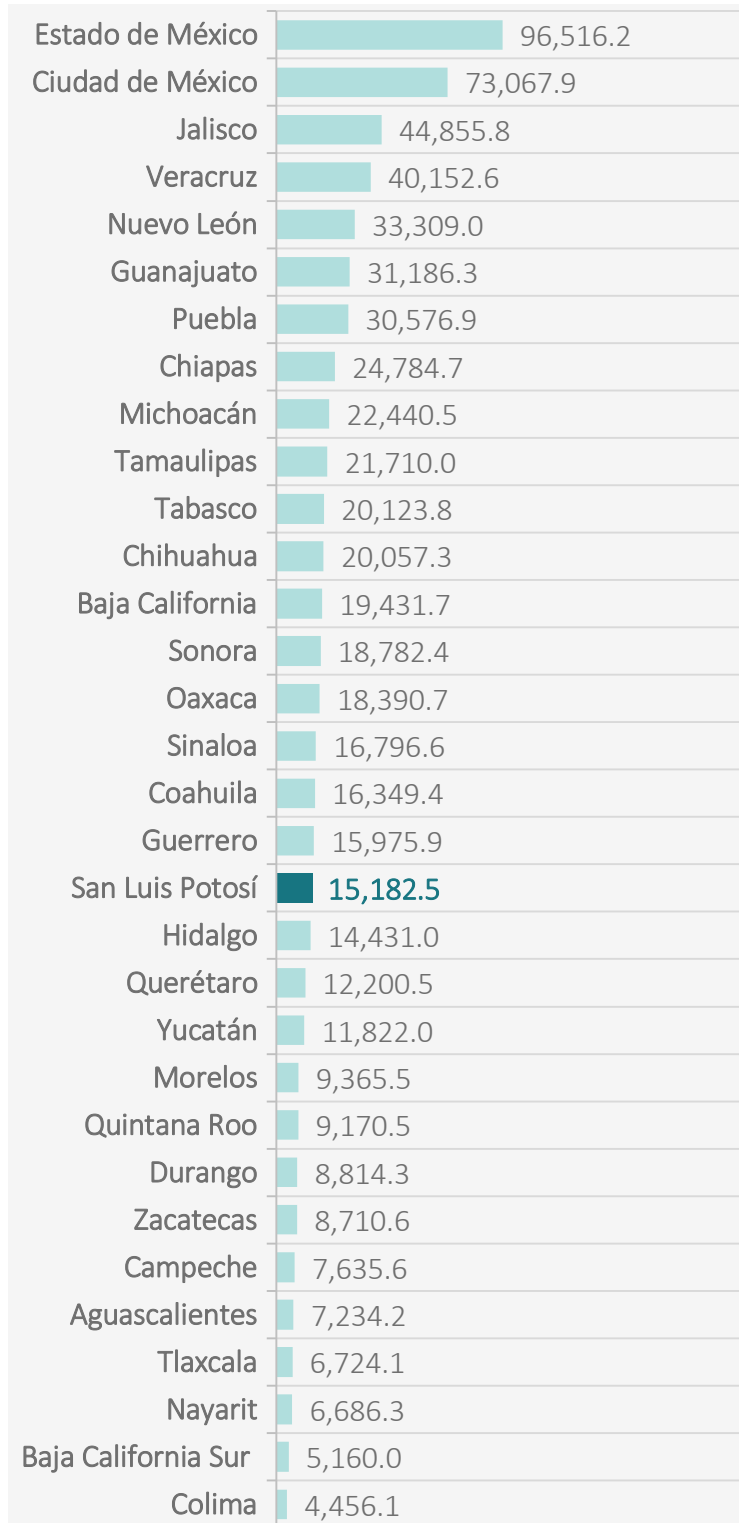 Estado de México 96,516.2
Ciudad de México 73,067.9
Jalisco 44,855.8
Veracruz 40,152.6
Nuevo León 33,309.0
Guanajuato 31,186.3
Puebla 30,576.9
Chiapas 24,784.7
Michoacán 22,440.5
Tamaulipas 21,710.0
Tabasco 20,123.8
Chihuahua 20,057.3
Baja California 19,431.7
Sonora 18,782.4
Oaxaca 18,390.7
Sinaloa 16,796.6
Coahuila 16,349.4
Guerrero 15,975.9
San Luis Potosí 15,182.5
Hidalgo 14,431.0
Querétaro 12,200.5
Yucatán 11,822.0
Morelos 9,365.5
Quintana Roo 9,170.5
Durango 8,814.3
Zacatecas 8,710.6
Campeche 7,635.6
Aguascalientes 7,234.2
Tlaxcala 6,724.1
Nayarit 6,686.3
Baja California Sur 5,160.0
Colima 4,456.1